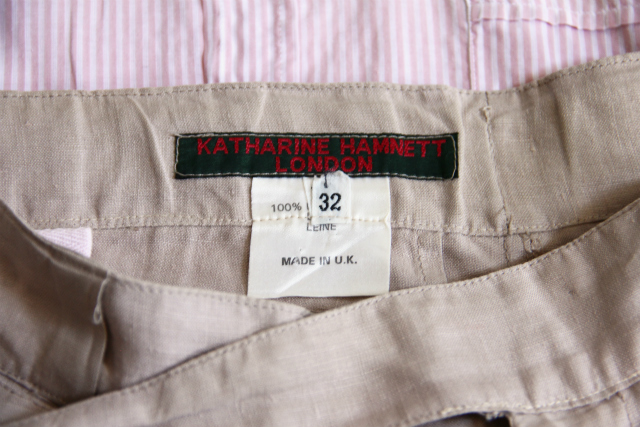 KATHARINE HAMNETT
LONDON
100%
32
LEINE
MADE IN U.K.